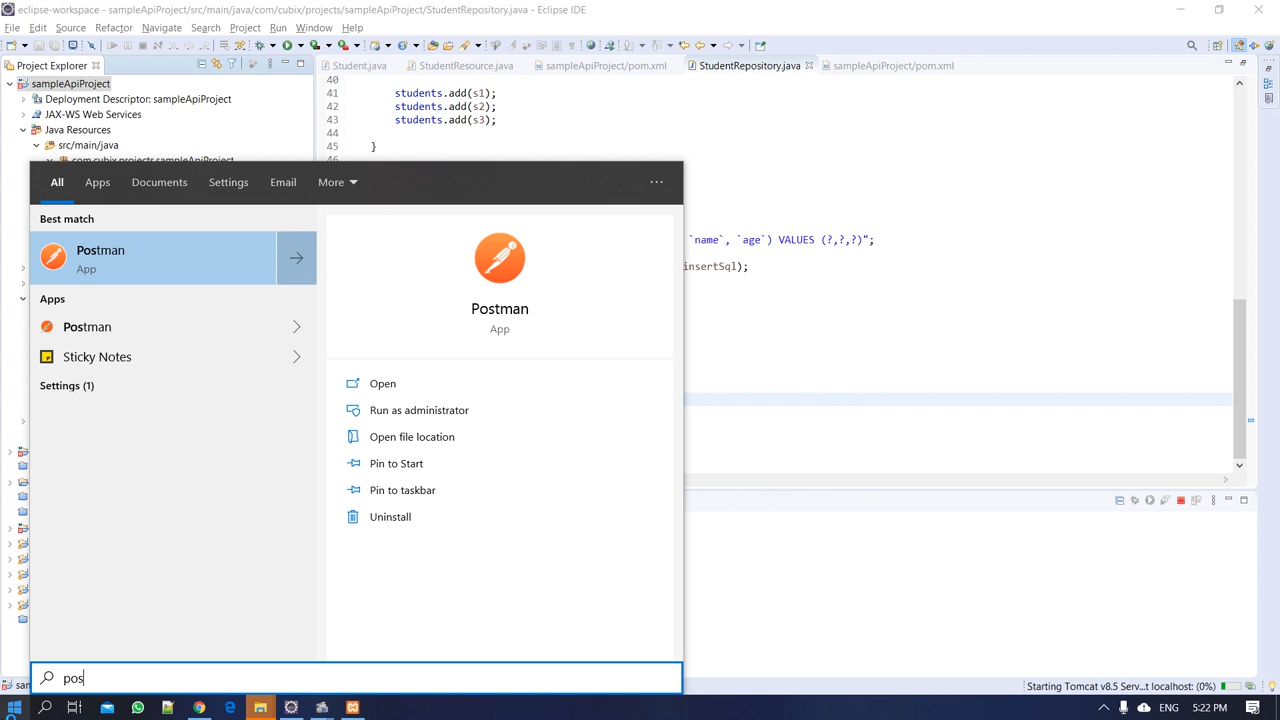 eclipse-workspace - sampleApiProject/src/main/java/com/cubix/projects/sampleApiProject/StudentRepository.java - Eclipse IDE
File Edit Source Refactor Navigate Search Project Run Window Help
Project Explorer
Student.java StudentResource.java sampleApiProject/pom.xml StudentRepository.java sampleApiProject/pom.xml
sampleApiProject
Deployment Descriptor: sampleApiProject
JAX-WS Web Services
Java Resources
src/main/java
com.cubix.projects.sampleApiProject
40
41 students.add(s1);
42 students.add(s2);
43 students.add(s3);
44
45 }
46
`name`, `age`) VALUES (?,?,?)";
insertSql);
All Apps Documents Settings Email More
Best match
Postman
App
Apps
Postman
Sticky Notes
Settings (1)
Postman
App
Open
Run as administrator
Open file location
Pin to Start
Pin to taskbar
Uninstall
pos
Starting Tomcat v8.5 Serv...t localhost: (0%)
ENG 5:22 PM